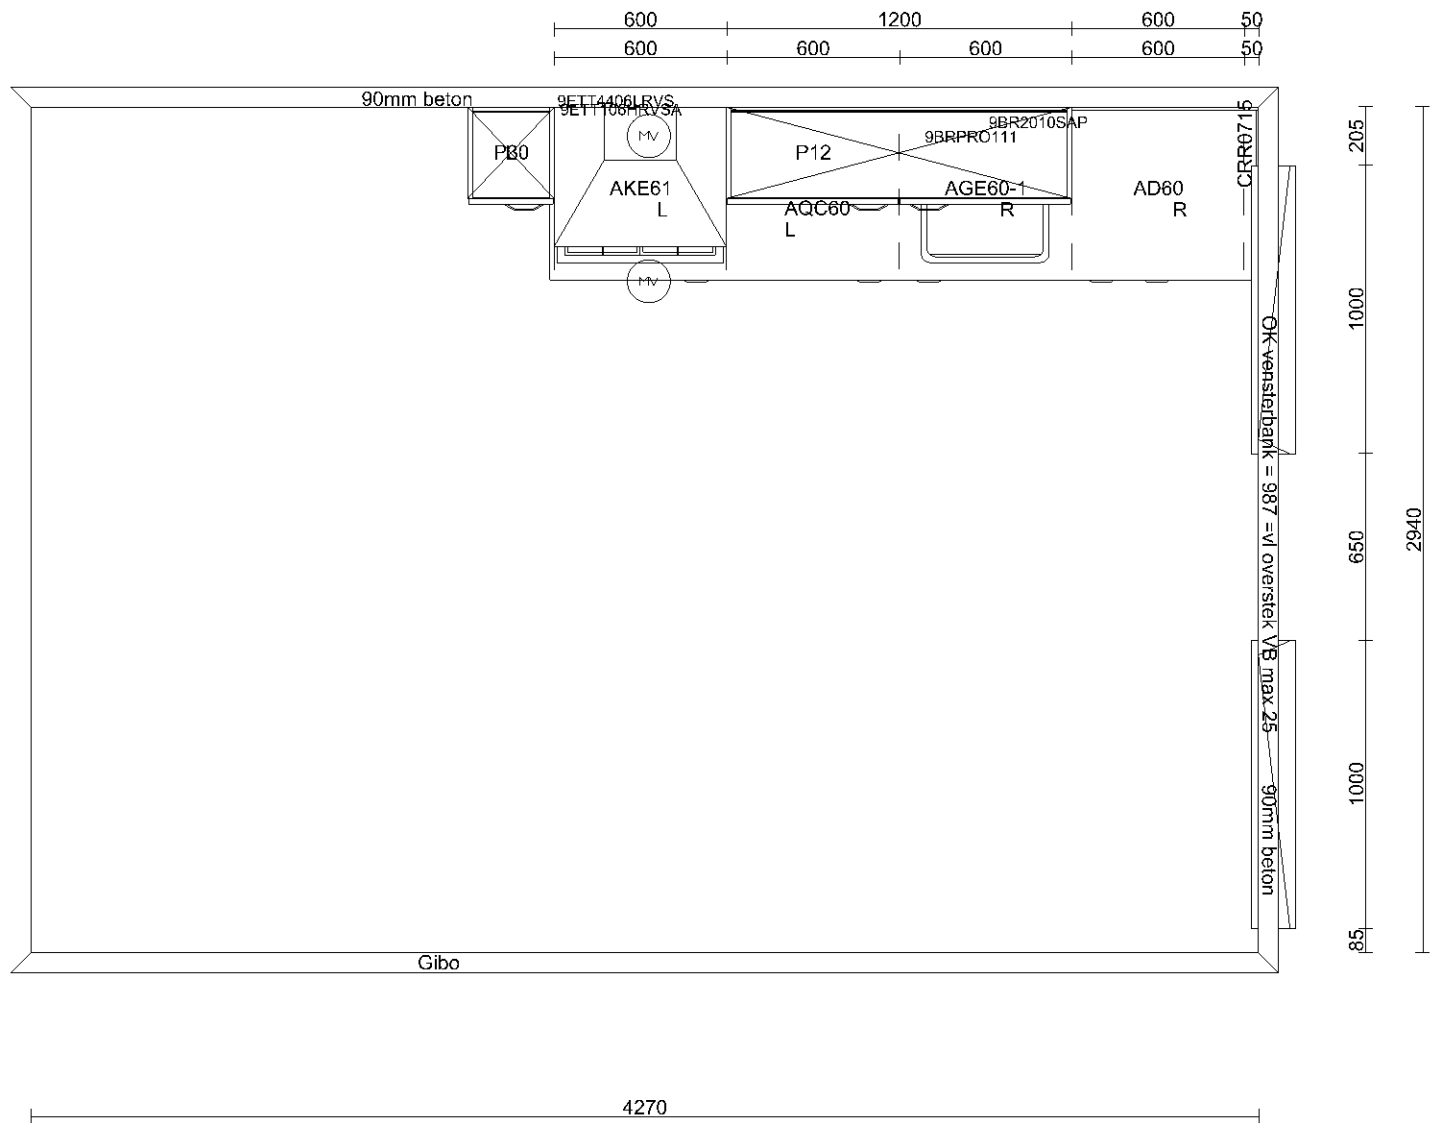 600 1200 600 50
600 600 600 600 50
90mm beton
9ETT4406LRVS
9ETT108HRVSA
MV
9BR2010SAP
9BRPRO111
CRR0715
P12
AKE61
L
AGE60-1
R
AD60
R
AQC60
L
MV
205
1000
650
1000
85
2940
OK vensterbank = 987 =vl overstek VB max 25
90mm beton
Gibo
4270